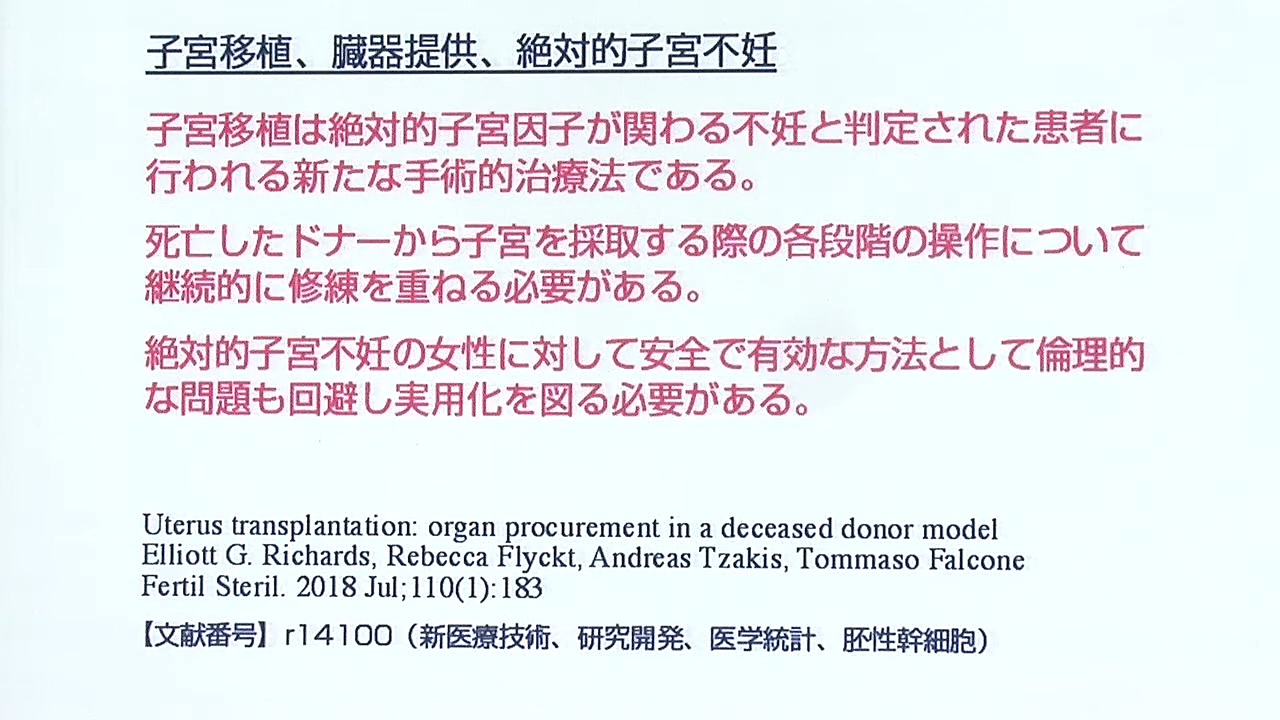 子宮移植、臓器提供、絶対的子宮不妊
子宮移植は絶対的子宮因子が関わる不妊と判定された患者に
行われる新たな手術的治療法である。
死亡したドナーから子宮を採取する際の各段階の操作について
継続的に修練を重ねる必要がある。
絶対的子宮不妊の女性に対して安全で有効な方法として倫理的
な問題も回避し実用化を図る必要がある。
Uterus transplantation: organ procurement in a deceased donor model
Elliott G. Richards, Rebecca Flyckt, Andreas Tzakis, Tommaso Falcone
Fertil Steril. 2018 Jul;110(1):183
【文献番号】r14100（新医療技術、研究開発、医学統計、胚性幹細胞）